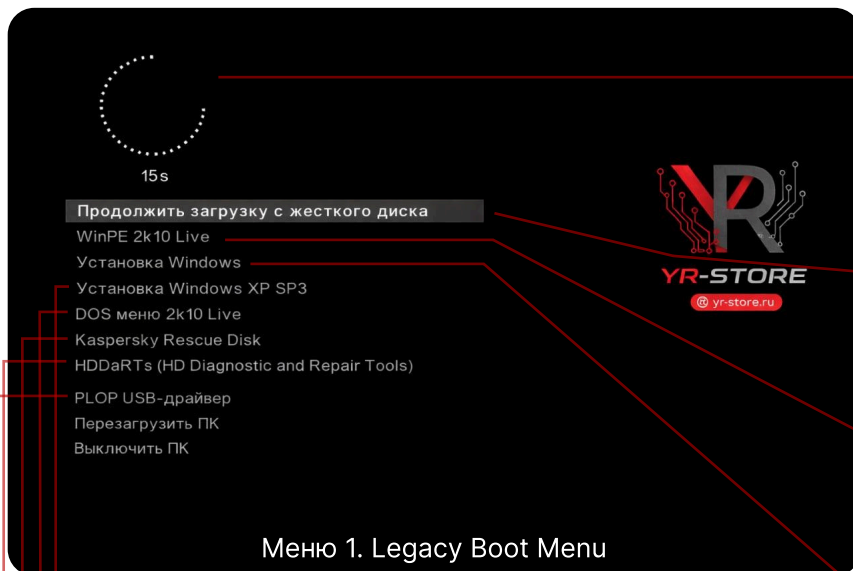 15s
Продолжить загрузку с жесткого диска
WinPE 2k10 Live
Установка Windows
Установка Windows XP SP3
DOS меню 2k10 Live
Kaspersky Rescue Disk
HDDaRTs (HD Diagnostic and Repair Tools)
PLOP USB-драйвер
Перезагрузить ПК
Выключить ПК
YR
YR-STORE
@ yr-store.ru
Меню 1. Legacy Boot Menu